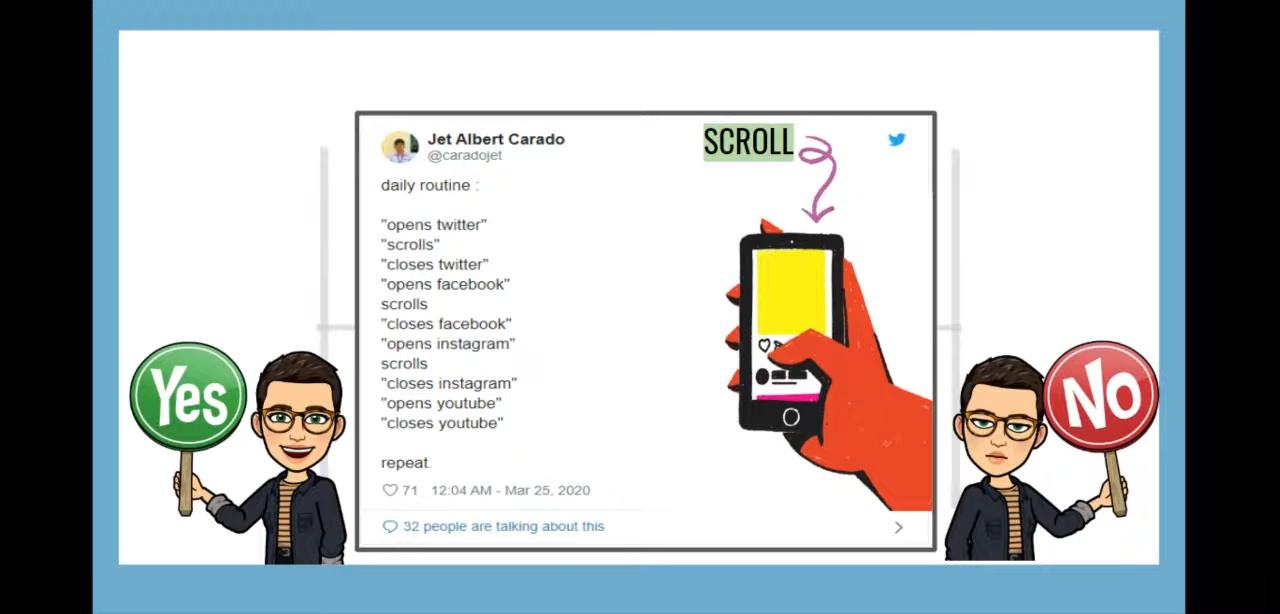 Jet Albert Carado
@caradojet
SCROLL
daily routine :
"opens twitter"
"scrolls"
"closes twitter"
"opens facebook"
scrolls
"closes facebook"
"opens instagram"
scrolls
"closes instagram"
"opens youtube"
"closes youtube"
repeat.
71 12:04 AM - Mar 25, 2020
32 people are talking about this
Yes
No